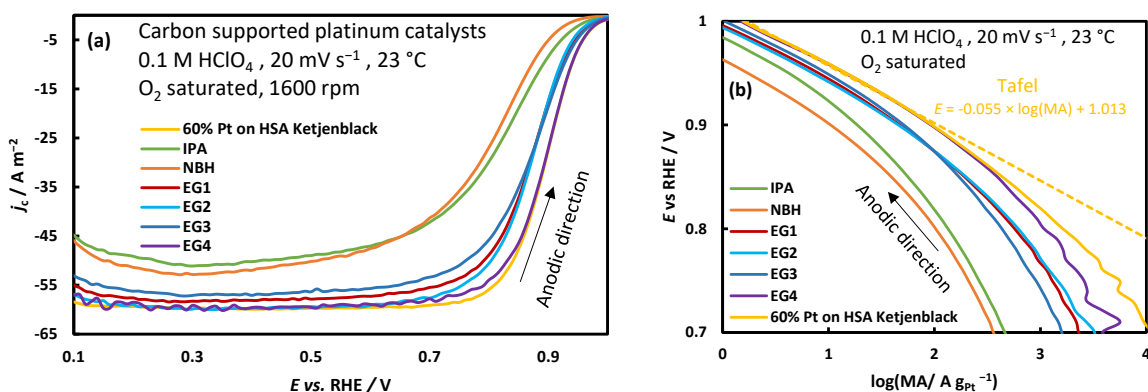 (a)
Carbon supported platinum catalysts
0.1 M HClO₄ , 20 mV s⁻¹ , 23 °C
O₂ saturated, 1600 rpm
60% Pt on HSA Ketjenblack
IPA
NBH
EG1
EG2
EG3
EG4
Anodic direction
-5
-15
-25
-35
-45
-55
-65
j꜀ / A m⁻²
0.1
0.3
0.5
0.7
0.9
E vs. RHE / V
(b)
0.1 M HClO₄ , 20 mV s⁻¹ , 23 °C
O₂ saturated
Tafel
E = -0.055 × log(MA) + 1.013
IPA
NBH
EG1
EG2
EG3
EG4
60% Pt on HSA Ketjenblack
Anodic direction
1
0.9
0.8
0.7
E vs RHE / V
0
1
2
3
4
log(MA/ A gPt⁻¹)